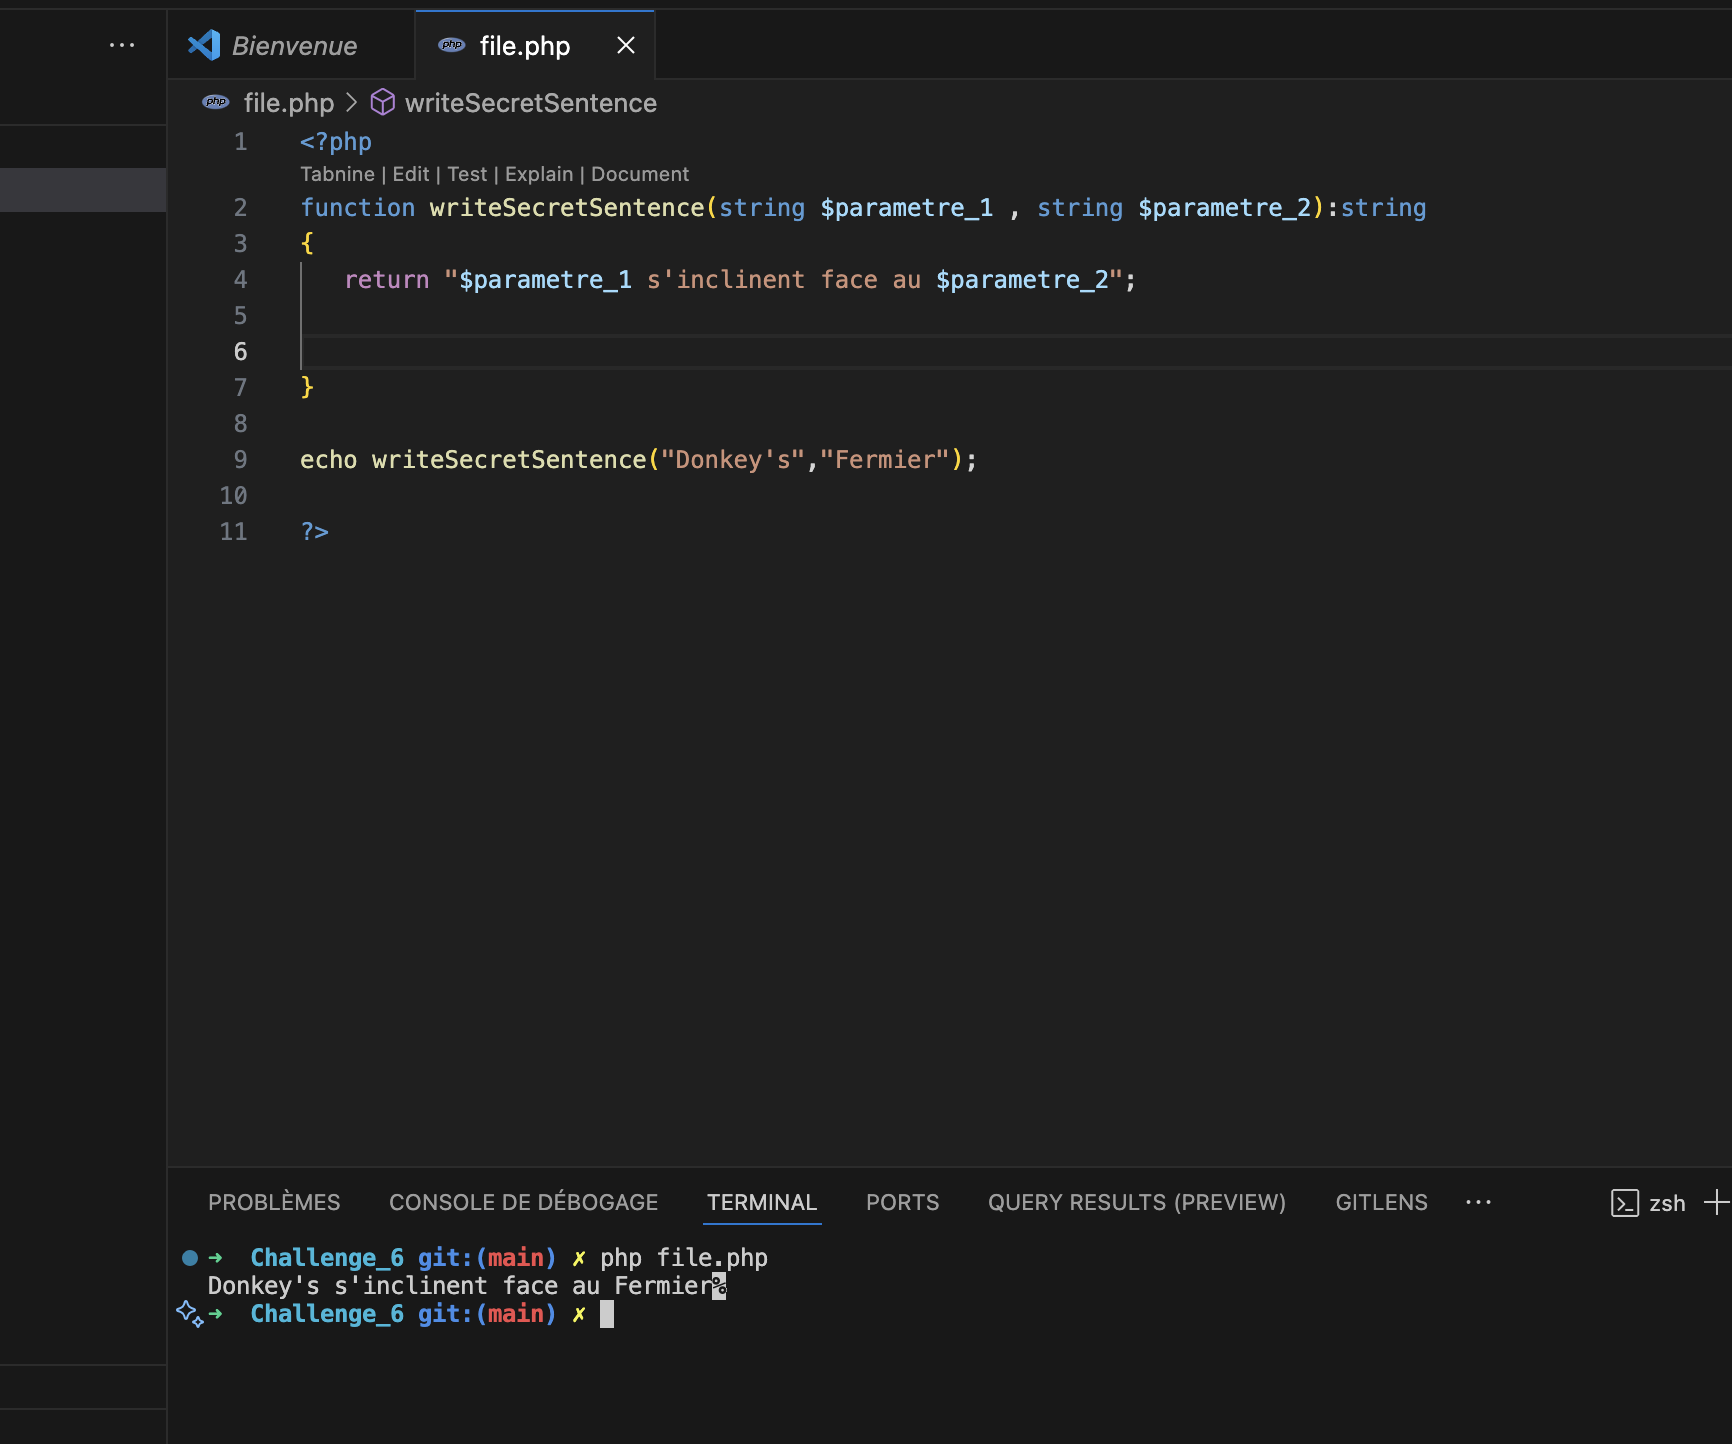 Bienvenue
file.php
file.php > writeSecretSentence
1 <?php
Tabnine | Edit | Test | Explain | Document
2 function writeSecretSentence(string $parametre_1 , string $parametre_2):string
3 {
4 return "$parametre_1 s'inclinent face au $parametre_2";
5
6
7 }
8
9 echo writeSecretSentence("Donkey's","Fermier");
10
11 ?>
PROBLÈMES CONSOLE DE DÉBOGAGE TERMINAL PORTS QUERY RESULTS (PREVIEW) GITLENS ··· zsh
➜ Challenge_6 git:(main) ✗ php file.php
Donkey's s'inclinent face au Fermier%
➜ Challenge_6 git:(main) ✗